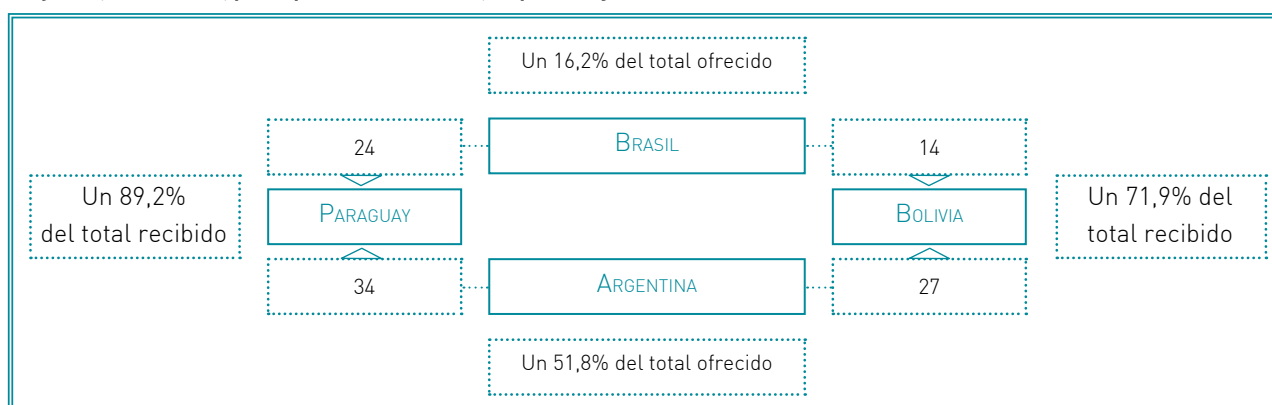 Un 16,2% del total ofrecido
24
BRASIL
14
Un 89,2%
del total recibido
PARAGUAY
BOLIVIA
Un 71,9% del
total recibido
34
ARGENTINA
27
Un 51,8% del total ofrecido